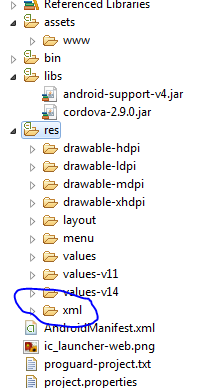 Referenced Libraries
assets
www
bin
libs
android-support-v4.jar
cordova-2.9.0.jar
res
drawable-hdpi
drawable-ldpi
drawable-mdpi
drawable-xhdpi
layout
menu
values
values-v11
values-v14
xml
AndroidManifest.xml
ic_launcher-web.png
proguard-project.txt
project.properties